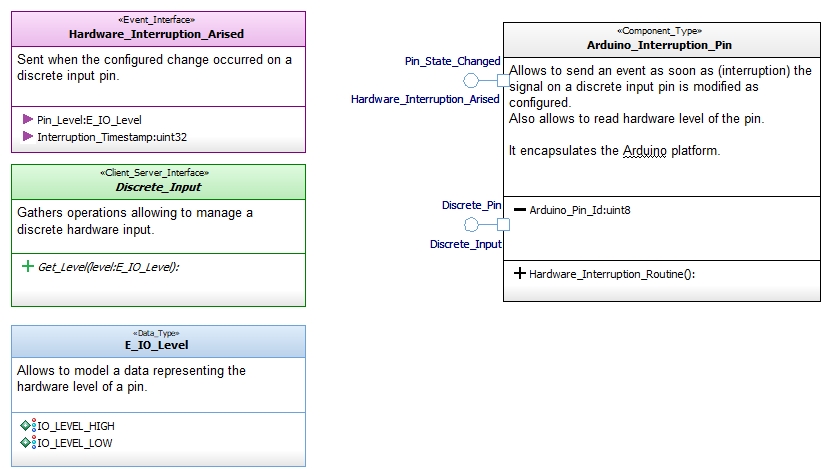 «Event_Interface»
Hardware_Interruption_Arised
Sent when the configured change occurred on a
discrete input pin.
Pin_Level:E_IO_Level
Interruption_Timestamp:uint32
«Client_Server_Interface»
Discrete_Input
Gathers operations allowing to manage a
discrete hardware input.
Get_Level(level:E_IO_Level):
«Data_Type»
E_IO_Level
Allows to model a data representing the
hardware level of a pin.
IO_LEVEL_HIGH
IO_LEVEL_LOW
Pin_State_Changed
Hardware_Interruption_Arised
Discrete_Pin
Discrete_Input
«Component_Type»
Arduino_Interruption_Pin
Allows to send an event as soon as (interruption) the
signal on a discrete input pin is modified as
configured.
Also allows to read hardware level of the pin.
It encapsulates the Arduino platform.
Arduino_Pin_Id:uint8
Hardware_Interruption_Routine():